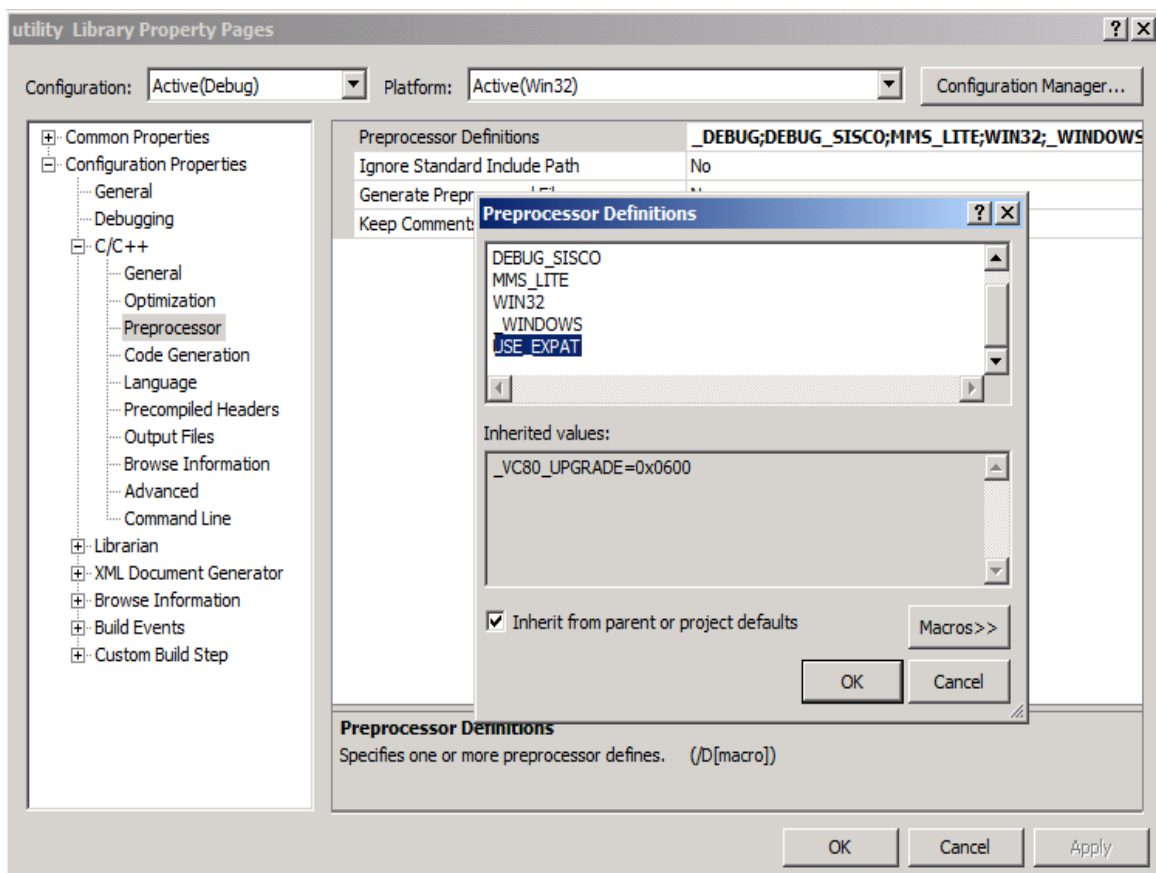 utility Library Property Pages
Configuration: Active(Debug) Platform: Active(Win32) Configuration Manager...
Common Properties
Configuration Properties
General
Debugging
C/C++
General
Optimization
Preprocessor
Code Generation
Language
Precompiled Headers
Output Files
Browse Information
Advanced
Command Line
Librarian
XML Document Generator
Browse Information
Build Events
Custom Build Step
Preprocessor Definitions _DEBUG;DEBUG_SISCO;MMS_LITE;WIN32;_WINDOWS
Ignore Standard Include Path No
Generate
Keep Comments
Preprocessor Definitions
DEBUG_SISCO
MMS_LITE
WIN32
_WINDOWS
USE_EXPAT
Inherited values:
_VC80_UPGRADE=0x0600
Inherit from parent or project defaults
Macros>>
OK Cancel
Preprocessor Definitions
Specifies one or more preprocessor defines. (/D[macro])
OK Cancel Apply